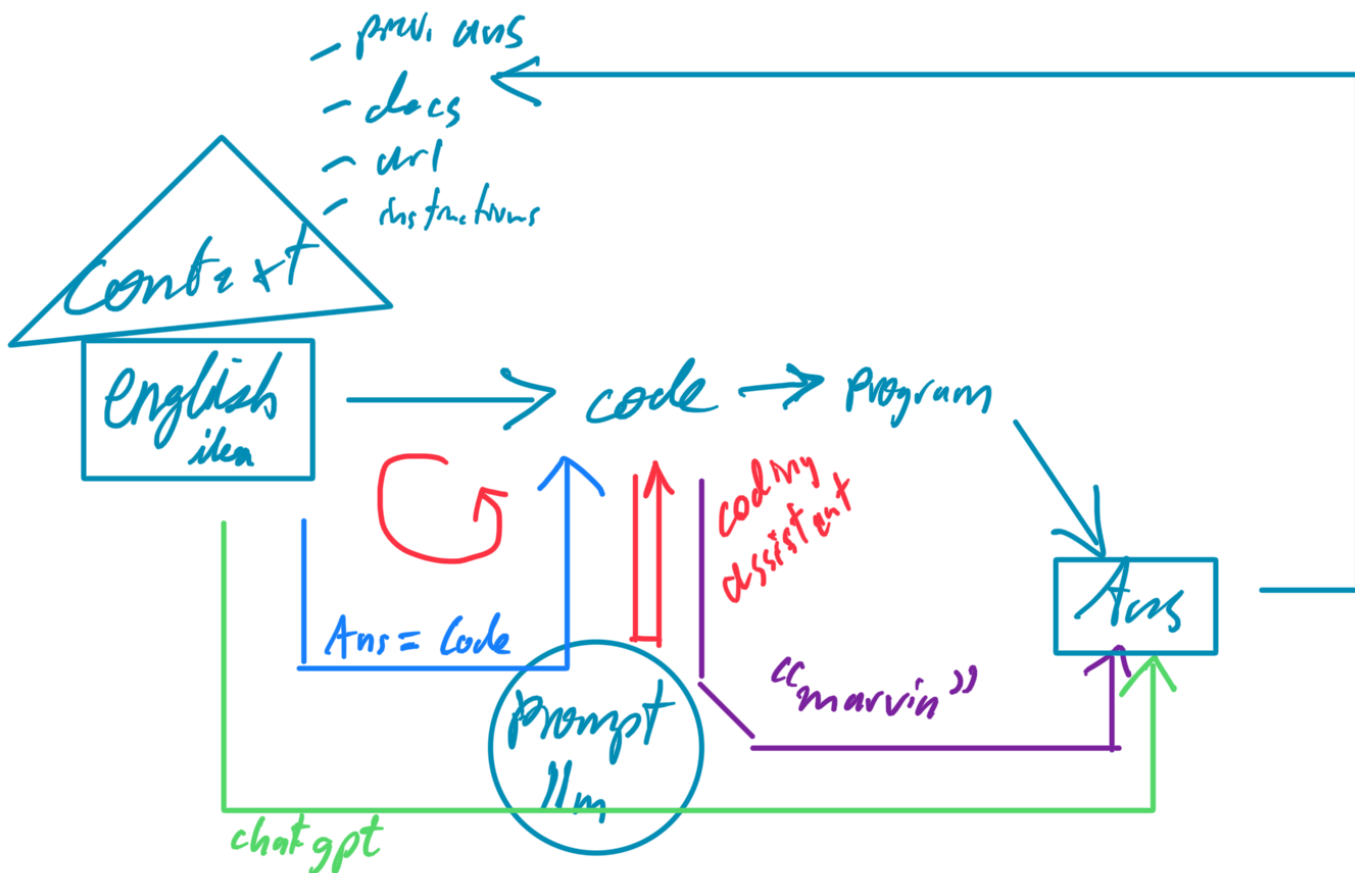 - prev. ans
- docs
- url
- instructions
Context
english
idea
code
program
coding
assistant
Ans = Code
Ans
"marvin"
prompt
llm
chatgpt